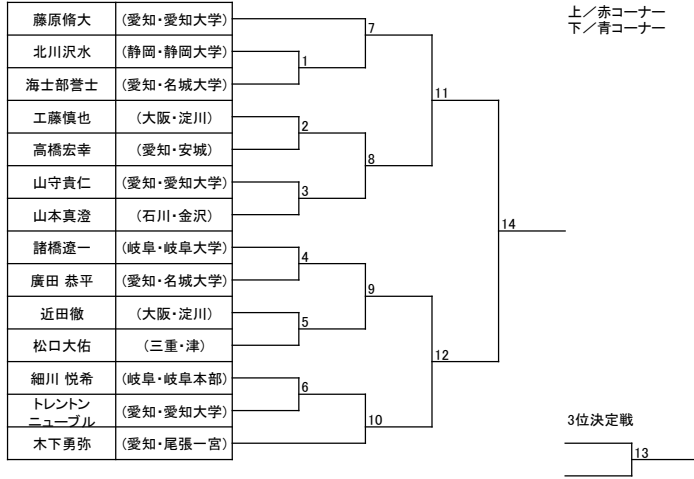 上／赤コーナー
下／青コーナー
藤原脩大 (愛知・愛知大学)
北川沢水 (静岡・静岡大学)
海士部誉士 (愛知・名城大学)
工藤慎也 (大阪・淀川)
高橋宏幸 (愛知・安城)
山守貴仁 (愛知・愛知大学)
山本真澄 (石川・金沢)
諸橋遼一 (岐阜・岐阜大学)
廣田 恭平 (愛知・名城大学)
近田徹 (大阪・淀川)
松口大佑 (三重・津)
細川 悦希 (岐阜・岐阜本部)
トレントン
ニューブル (愛知・愛知大学)
木下勇弥 (愛知・尾張一宮)
1
2
3
4
5
6
7
8
9
10
11
12
14
3位決定戦
13